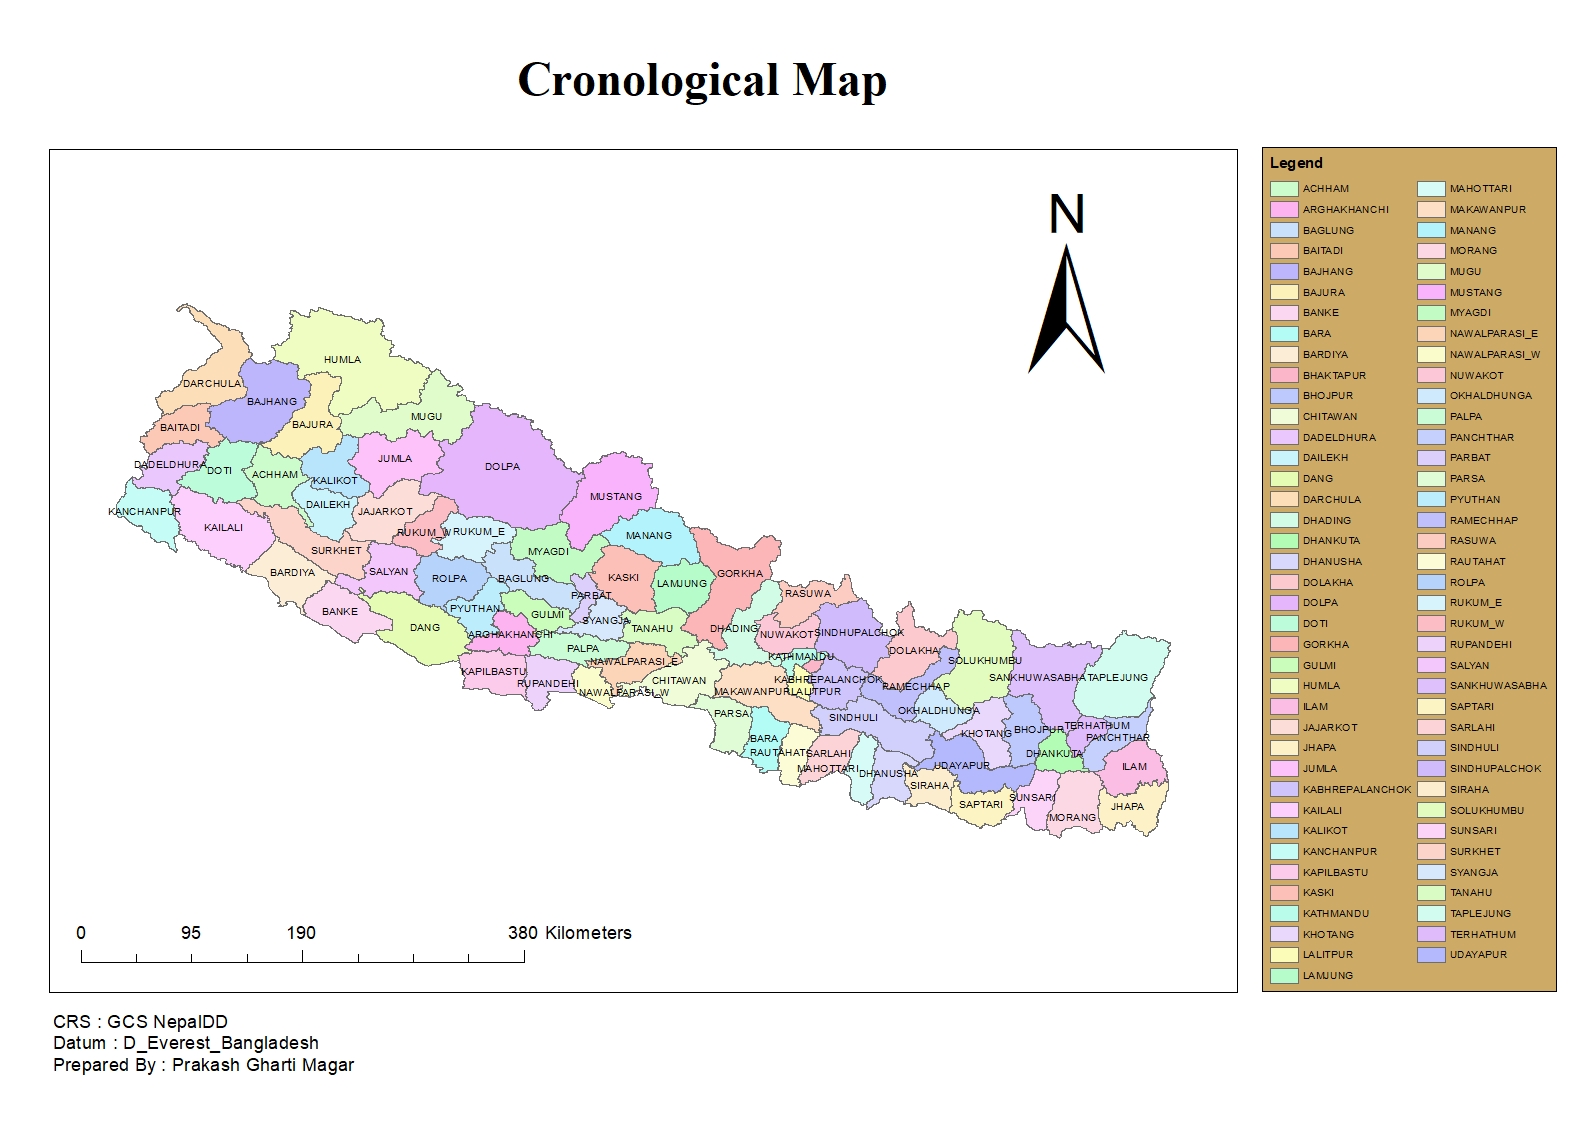 Cronological Map
N
HUMLA
DARCHULA
BAJHANG
BAJURA
MUGU
BAITADI
JUMLA
DADELDHURA
DOTI
ACHHAM
KALIKOT
DOLPA
MUSTANG
DAILEKH
KANCHANPUR
JAJARKOT
KAILALI
RUKUM_W
RUKUM_E
MANANG
SURKHET
MYAGDI
BARDIYA
SALYAN
ROLPA
BAGLUNG
KASKI
LAMJUNG
GORKHA
PARBAT
RASUWA
BANKE
PYUTHAN
GULMI
SYANGJA
DANG
ARGHAKHANCHI
TANAHU
DHADING
NUWAKOT
SINDHUPALCHOK
PALPA
KATHMANDU
DOLAKHA
NAWALPARASI_E
SOLUKHUMBU
KAPILBASTU
RUPANDEHI
CHITAWAN
KABHREPALANCHOK
SANKHUWASABHA
TAPLEJUNG
NAWALPARASI_W
MAKAWANPUR
LALITPUR
RAMECHHAP
PARSA
SINDHULI
OKHALDHUNGA
BARA
KHOTANG
BHOJPUR
TERHATHUM
PANCHTHAR
RAUTAHAT
SARLAHI
DHANKUTA
MAHOTTARI
DHANUSHA
UDAYAPUR
ILAM
SIRAHA
SAPTARI
SUNSARI
MORANG
JHAPA
0 95 190 380 Kilometers
CRS : GCS NepalDD
Datum : D_Everest_Bangladesh
Prepared By : Prakash Gharti Magar
Legend
ACHHAM
ARGHAKHANCHI
BAGLUNG
BAITADI
BAJHANG
BAJURA
BANKE
BARA
BARDIYA
BHAKTAPUR
BHOJPUR
CHITAWAN
DADELDHURA
DAILEKH
DANG
DARCHULA
DHADING
DHANKUTA
DHANUSHA
DOLAKHA
DOLPA
DOTI
GORKHA
GULMI
HUMLA
ILAM
JAJARKOT
JHAPA
JUMLA
KABHREPALANCHOK
KAILALI
KALIKOT
KANCHANPUR
KAPILBASTU
KASKI
KATHMANDU
KHOTANG
LALITPUR
LAMJUNG
MAHOTTARI
MAKAWANPUR
MANANG
MORANG
MUGU
MUSTANG
MYAGDI
NAWALPARASI_E
NAWALPARASI_W
NUWAKOT
OKHALDHUNGA
PALPA
PANCHTHAR
PARBAT
PARSA
PYUTHAN
RAMECHHAP
RASUWA
RAUTAHAT
ROLPA
RUKUM_E
RUKUM_W
RUPANDEHI
SALYAN
SANKHUWASABHA
SAPTARI
SARLAHI
SINDHULI
SINDHUPALCHOK
SIRAHA
SOLUKHUMBU
SUNSARI
SURKHET
SYANGJA
TANAHU
TAPLEJUNG
TERHATHUM
UDAYAPUR